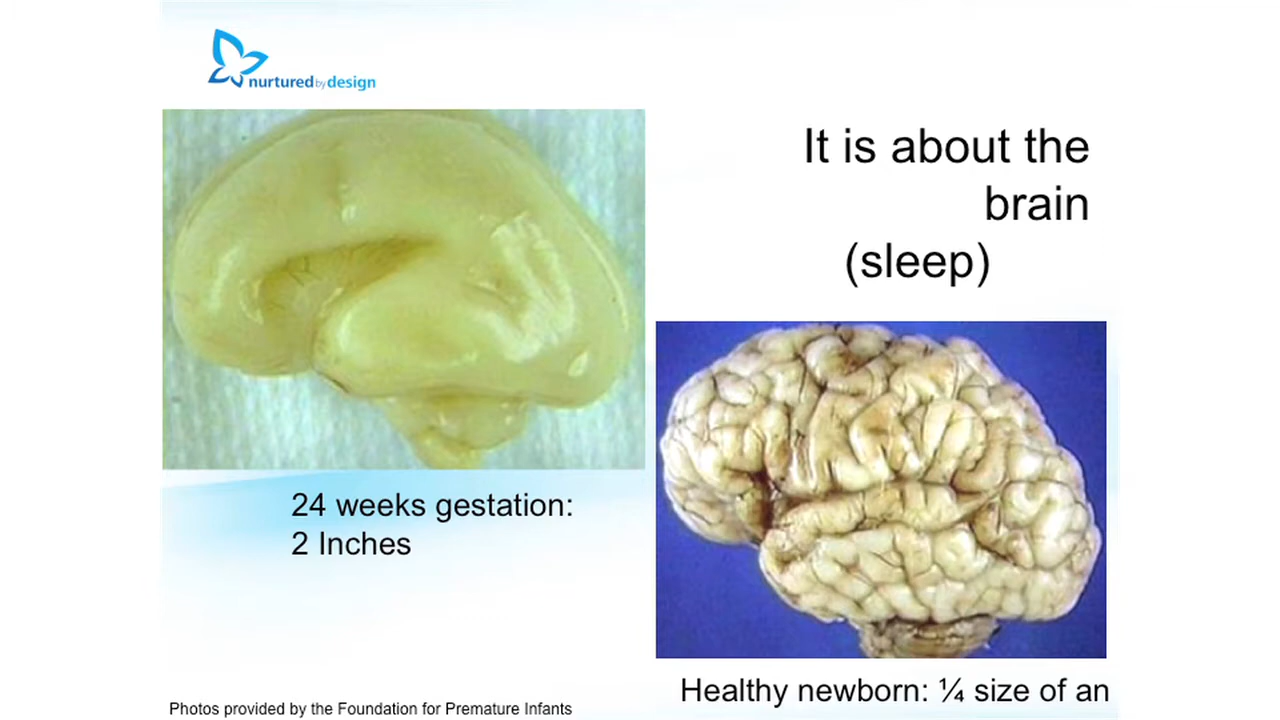 nurtured by design
It is about the
brain
(sleep)
24 weeks gestation:
2 Inches
Healthy newborn: ¼ size of an
Photos provided by the Foundation for Premature Infants